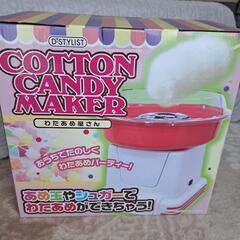 D-STYLIST
COTTON
CANDY
MAKER
わたあめ屋さん
おうちでたのしく
わたあめパーティー!
あめ玉やシュガーで
わたあめができちゃう!